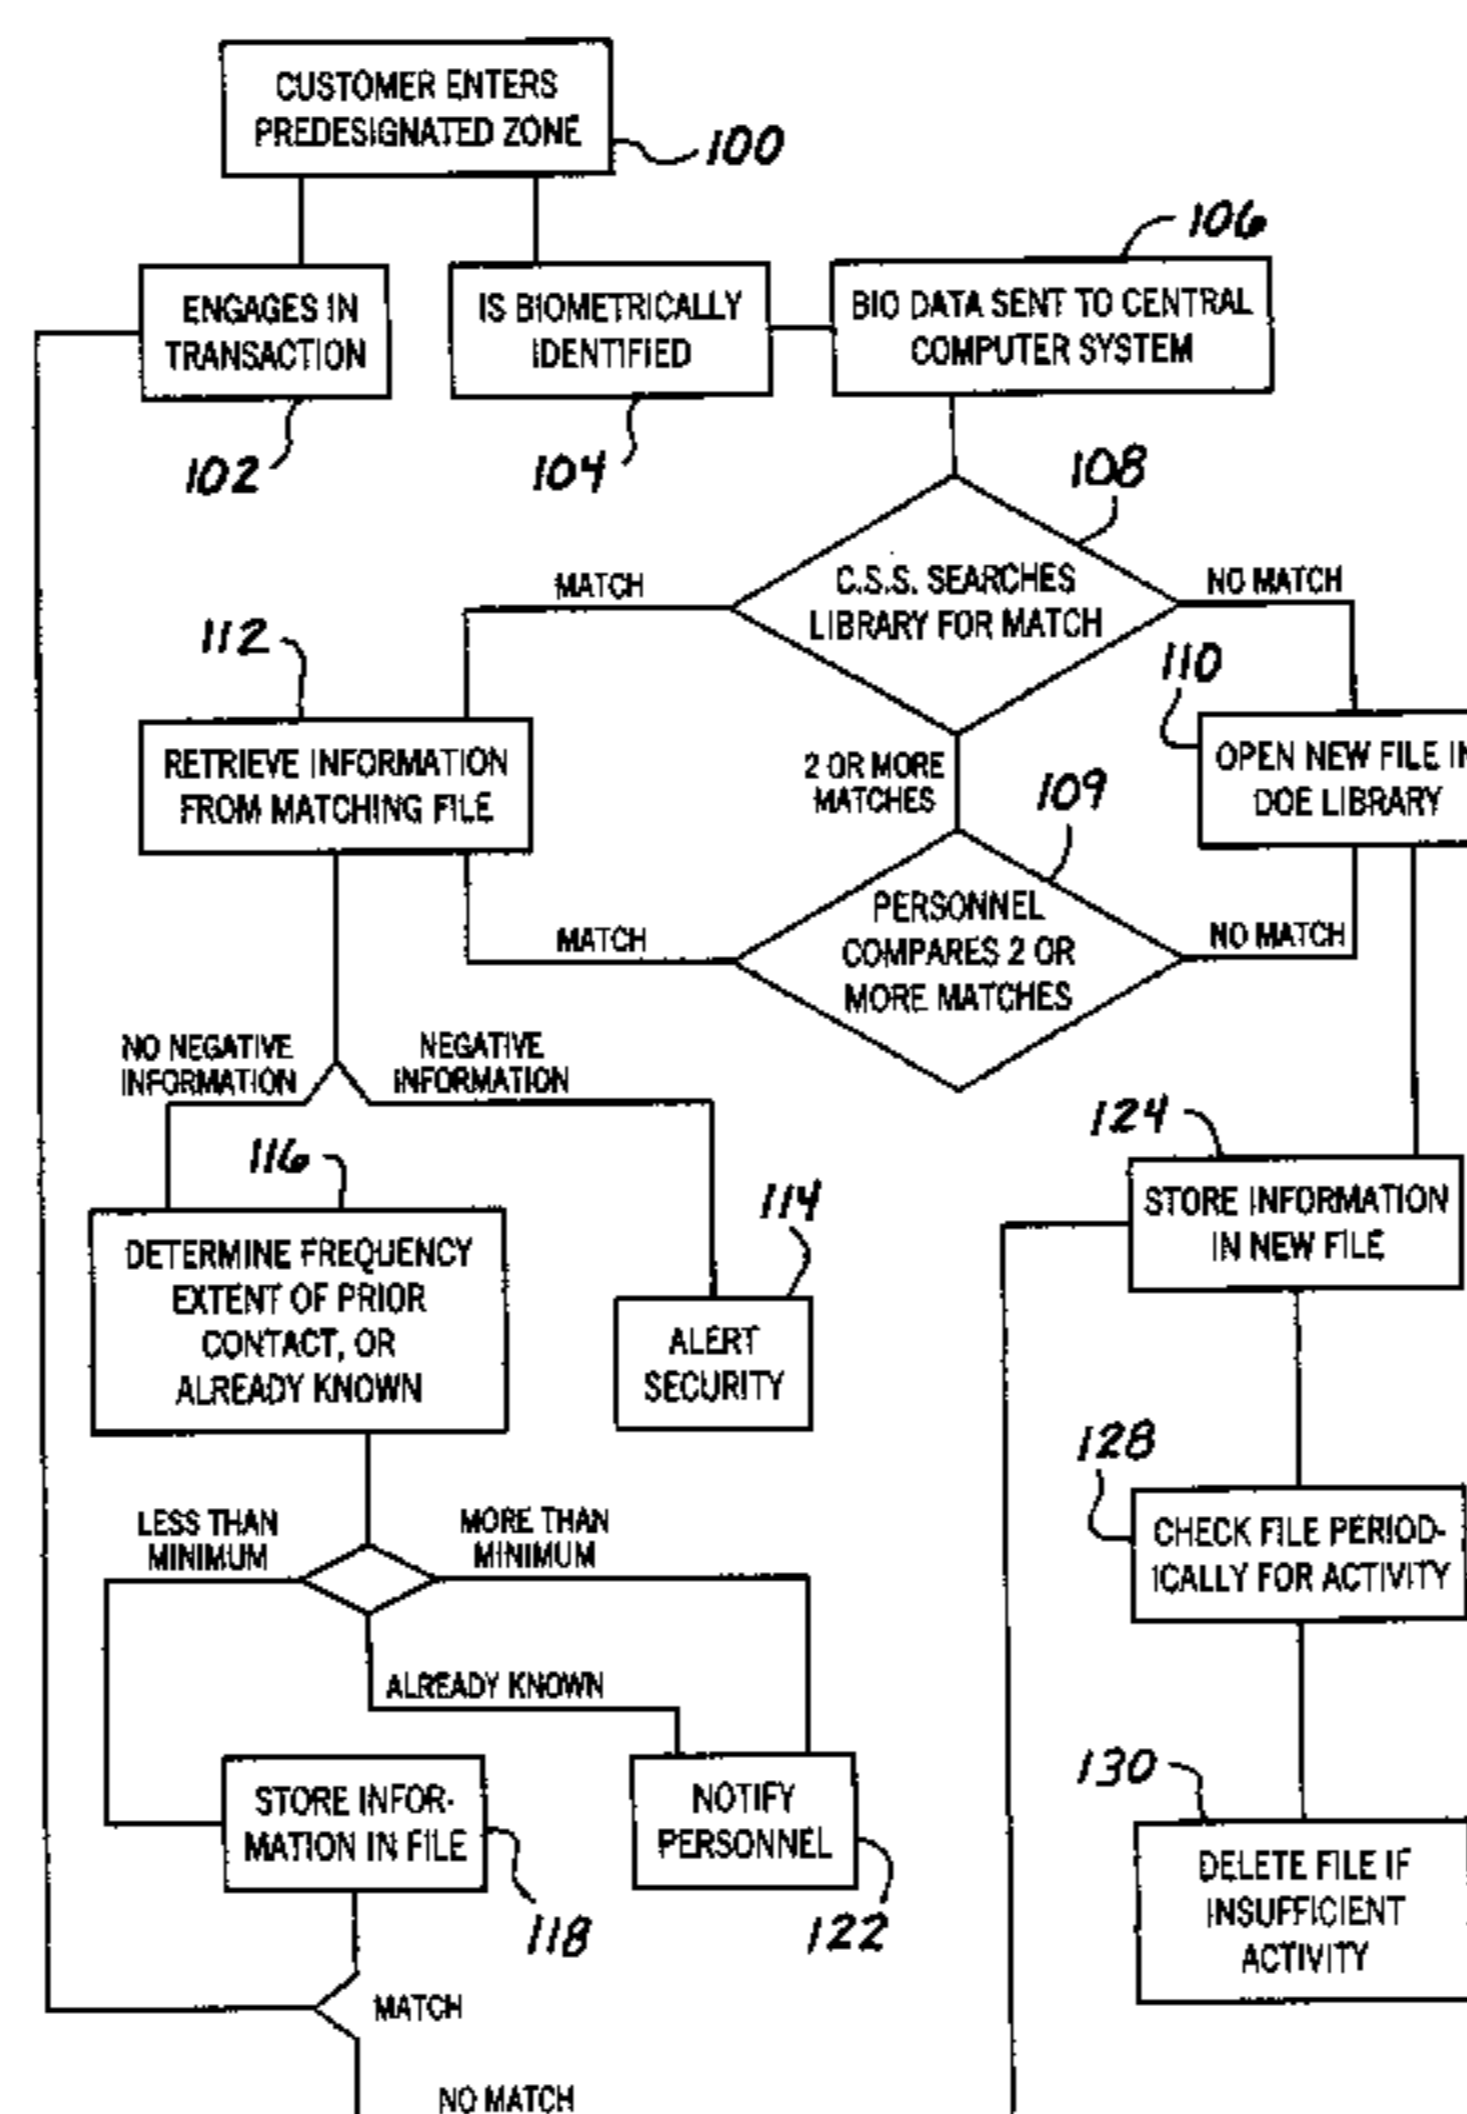 CUSTOMER ENTERS
PREDESIGNATED ZONE
100
106
ENGAGES IN
TRANSACTION
IS BIOMETRICALLY
IDENTIFIED
BIO DATA SENT TO CENTRAL
COMPUTER SYSTEM
102
104
108
C.S.S. SEARCHES
LIBRARY FOR MATCH
MATCH
NO MATCH
112
110
RETRIEVE INFORMATION
FROM MATCHING FILE
2 OR MORE
MATCHES
109
OPEN NEW FILE IN
DOE LIBRARY
PERSONNEL
COMPARES 2 OR
MORE MATCHES
MATCH
NO MATCH
NO NEGATIVE
INFORMATION
NEGATIVE
INFORMATION
116
114
124
DETERMINE FREQUENCY
EXTENT OF PRIOR
CONTACT, OR
ALREADY KNOWN
ALERT
SECURITY
STORE INFORMATION
IN NEW FILE
128
LESS THAN
MINIMUM
MORE THAN
MINIMUM
CHECK FILE PERIOD-
ICALLY FOR ACTIVITY
ALREADY KNOWN
130
STORE INFOR-
MATION IN FILE
NOTIFY
PERSONNEL
DELETE FILE IF
INSUFFICIENT
ACTIVITY
118
122
MATCH
NO MATCH